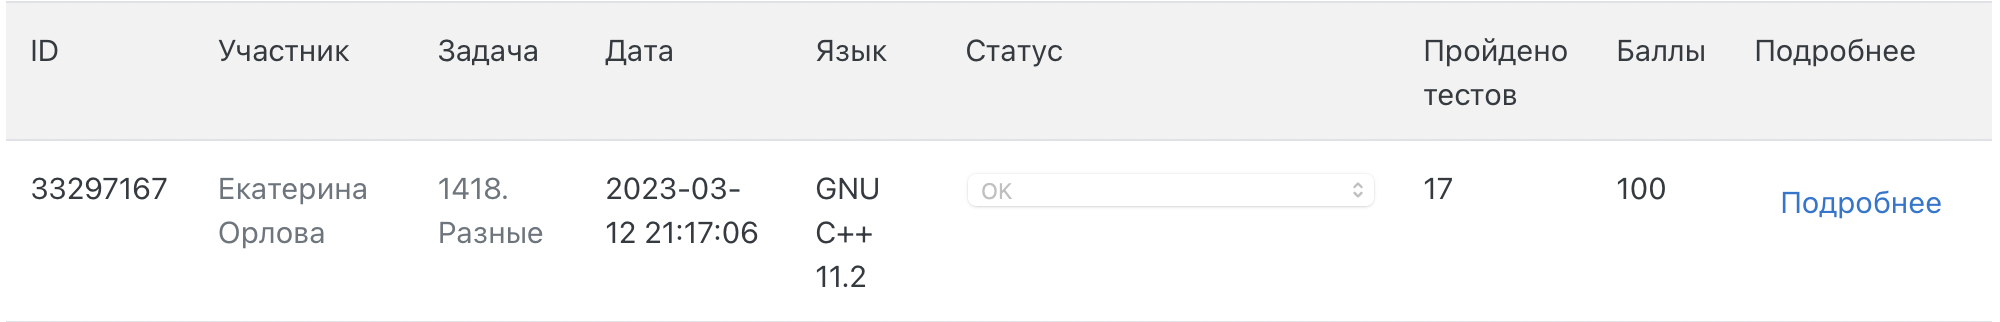 ID Участник Задача Дата Язык Статус Пройдено Баллы Подробнее
тестов
33297167 Екатерина 1418. 2023-03- GNU OK 17 100 Подробнее
Орлова Разные 12 21:17:06 C++
11.2